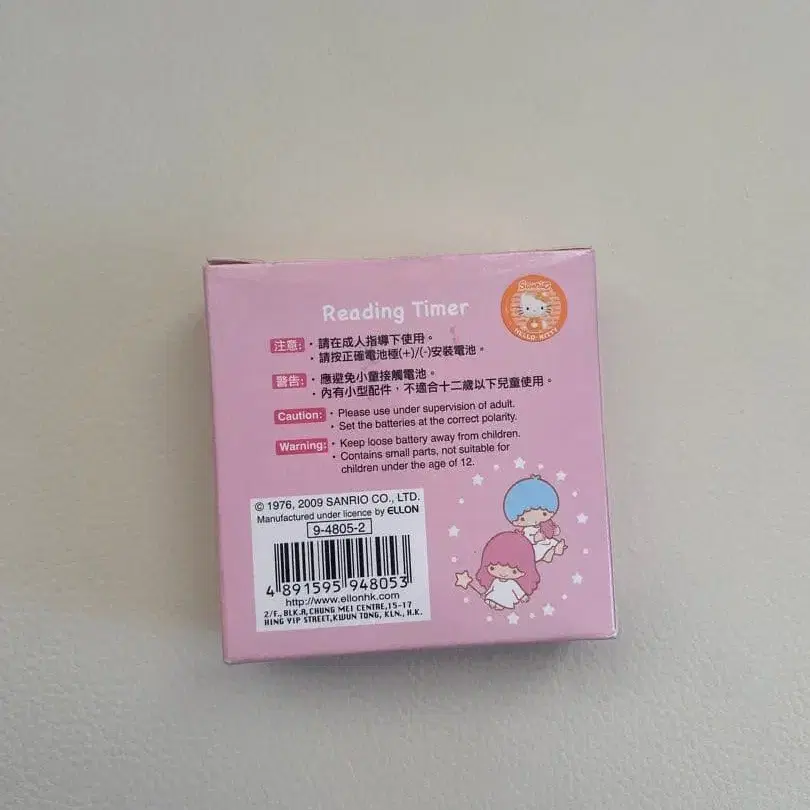 Reading Timer
Sanrio
HELLO KITTY
注意: ・請在成人指導下使用。
・請按正確電池極(+)/(-)安裝電池。
警告: ・應避免小童接觸電池。
・內有小型配件，不適合十二歲以下兒童使用。
Caution: • Please use under supervision of adult.
• Set the batteries at the correct polarity.
Warning: • Keep loose battery away from children.
• Contains small parts, not suitable for
children under the age of 12.
© 1976, 2009 SANRIO CO., LTD.
Manufactured under licence by ELLON
9-4805-2
4 891595 948053
http://www.ellonhk.com
2/F., BLK.A, CHUNG MEI CENTRE, 15-17
HING YIP STREET, KWUN TONG, KLN., H.K.